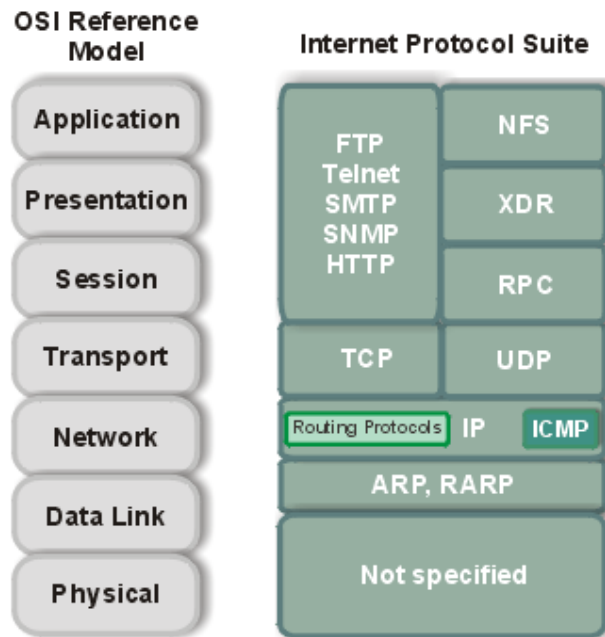 OSI Reference
Model
Internet Protocol Suite
Application
Presentation
Session
Transport
Network
Data Link
Physical
FTP
Telnet
SMTP
SNMP
HTTP
NFS
XDR
RPC
TCP
UDP
Routing Protocols
IP
ICMP
ARP, RARP
Not specified